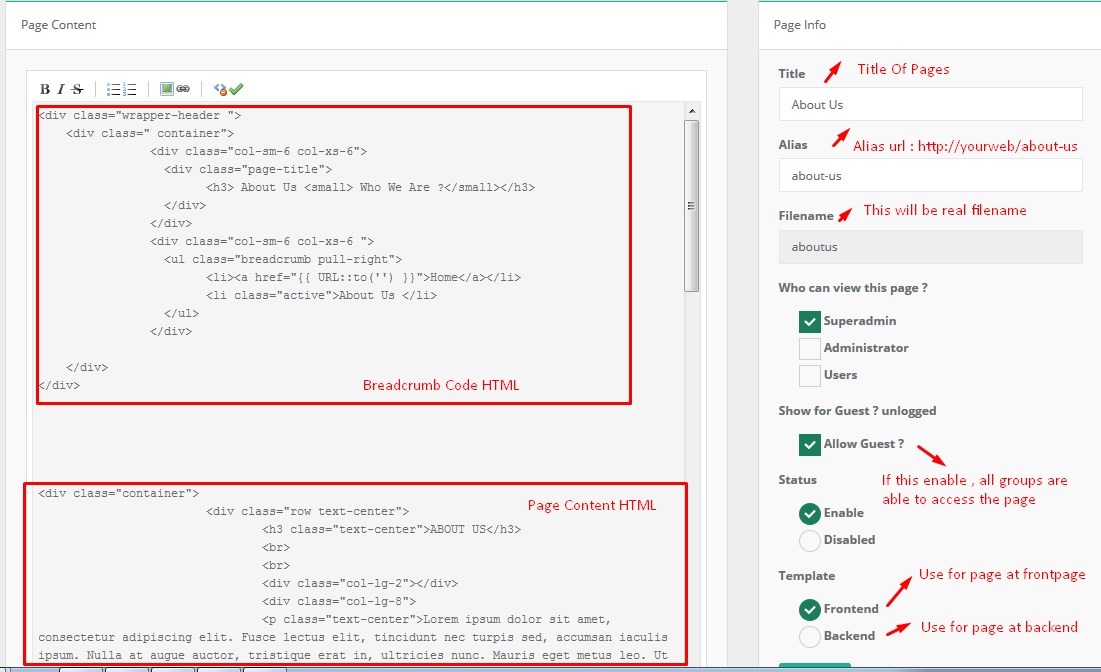 Page Content
B I S
<div class="wrapper-header ">
<div class=" container">
<div class="col-sm-6 col-xs-6">
<div class="page-title">
<h3> About Us <small> Who We Are ?</small></h3>
</div>
</div>
<div class="col-sm-6 col-xs-6 ">
<ul class="breadcrumb pull-right">
<li><a href="{{ URL::to('') }}">Home</a></li>
<li class="active">About Us </li>
</ul>
</div>
</div>
</div>
Breadcrumb Code HTML
<div class="container">
Page Content HTML
<div class="row text-center">
<h3 class="text-center">ABOUT US</h3>
<br>
<br>
<div class="col-lg-2"></div>
<div class="col-lg-8">
<p class="text-center">Lorem ipsum dolor sit amet,
consectetur adipiscing elit. Fusce lectus elit, tincidunt nec turpis sed, accumsan iaculis
ipsum. Nulla at augue auctor, tristique erat in, ultricies nunc. Mauris eget metus leo. Ut
Page Info
Title
Title Of Pages
About Us
Alias
Alias url : http://yourweb/about-us
about-us
Filename
This will be real filename
aboutus
Who can view this page ?
Superadmin
Administrator
Users
Show for Guest ? unlogged
Allow Guest ?
If this enable , all groups are
able to access the page
Status
Enable
Disabled
Template
Use for page at frontpage
Frontend
Use for page at backend
Backend